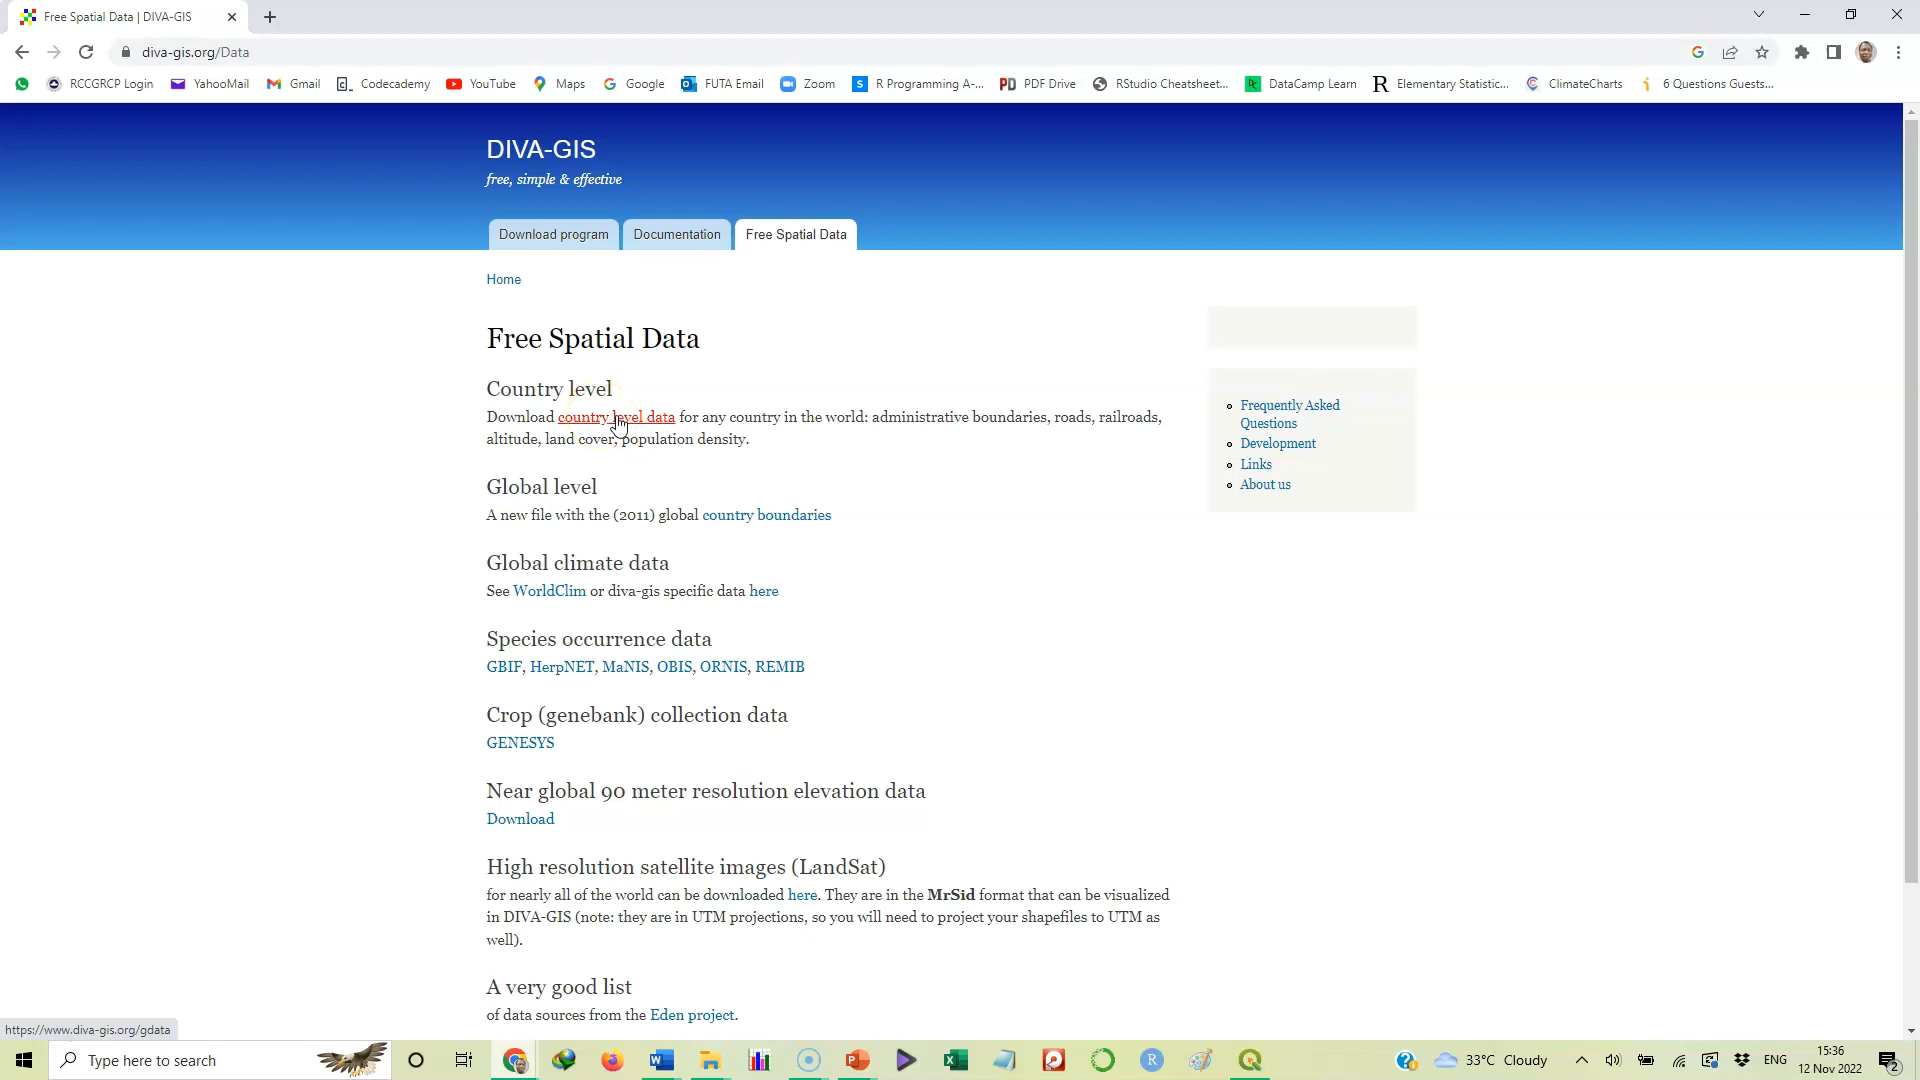 Free Spatial Data | DIVA-GIS
diva-gis.org/Data
RCCGRCP Login YahooMail Gmail Codecademy YouTube Maps Google FUTA Email Zoom R Programming A-... PDF Drive RStudio Cheatsheet... DataCamp Learn Elementary Statistic... ClimateCharts 6 Questions Guests...
DIVA-GIS
free, simple & effective
Download program Documentation Free Spatial Data
Home
Free Spatial Data
Country level
Download country level data for any country in the world: administrative boundaries, roads, railroads,
altitude, land cover, population density.
Global level
A new file with the (2011) global country boundaries
Global climate data
See WorldClim or diva-gis specific data here
Species occurrence data
GBIF, HerpNET, MaNIS, OBIS, ORNIS, REMIB
Crop (genebank) collection data
GENESYS
Near global 90 meter resolution elevation data
Download
High resolution satellite images (LandSat)
for nearly all of the world can be downloaded here. They are in the MrSid format that can be visualized
in DIVA-GIS (note: they are in UTM projections, so you will need to project your shapefiles to UTM as
well).
A very good list
of data sources from the Eden project.
Frequently Asked
Questions
Development
Links
About us
https://www.diva-gis.org/gdata
Type here to search
33°C Cloudy
ENG
15:36
12 Nov 2022
2